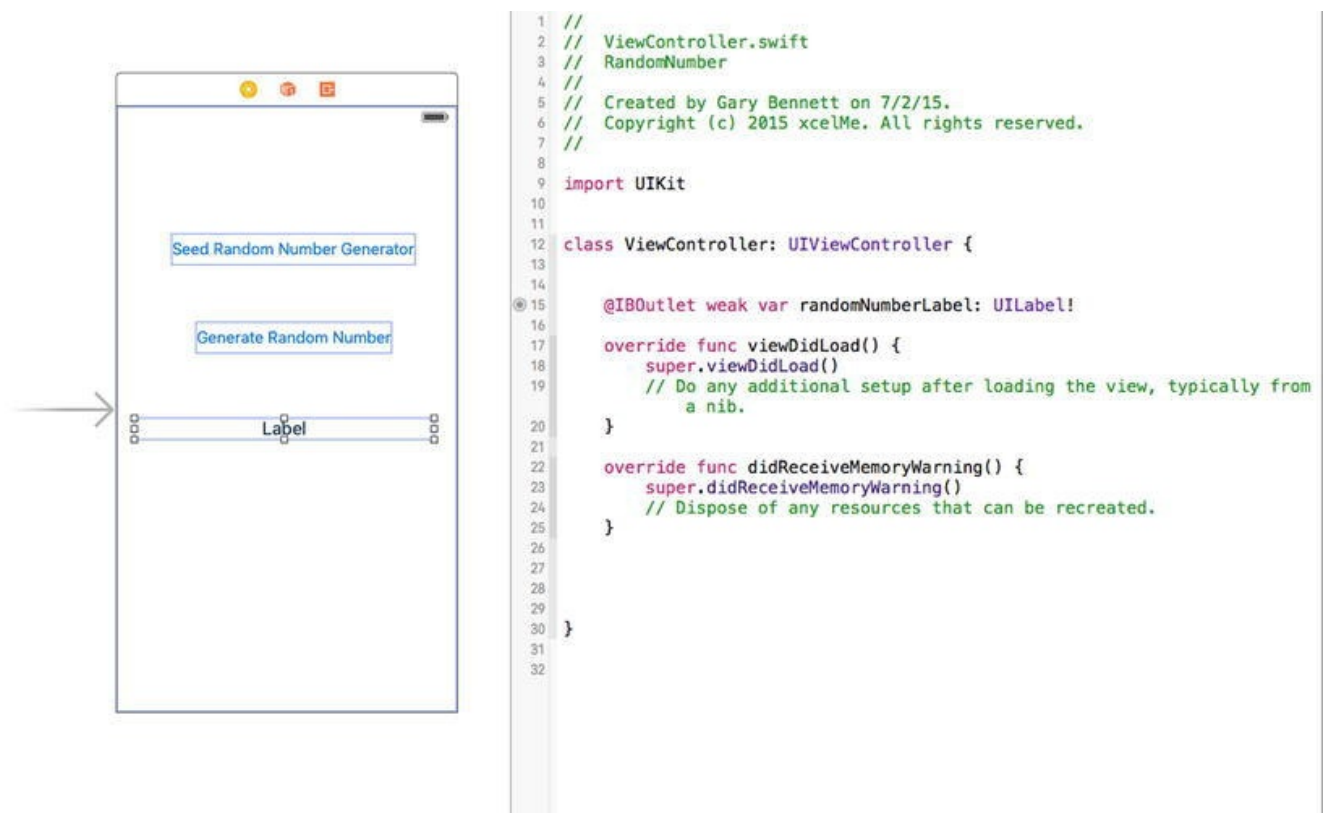 Seed Random Number Generator
Generate Random Number
Label
1 //
2 //  ViewController.swift
3 //  RandomNumber
4 //
5 //  Created by Gary Bennett on 7/2/15.
6 //  Copyright (c) 2015 xcelMe. All rights reserved.
7 //
8
9 import UIKit
10
11
12 class ViewController: UIViewController {
13
14
15     @IBOutlet weak var randomNumberLabel: UILabel!
16
17     override func viewDidLoad() {
18         super.viewDidLoad()
19         // Do any additional setup after loading the view, typically from
            a nib.
20     }
21
22     override func didReceiveMemoryWarning() {
23         super.didReceiveMemoryWarning()
24         // Dispose of any resources that can be recreated.
25     }
26
27
28
29
30 }
31
32